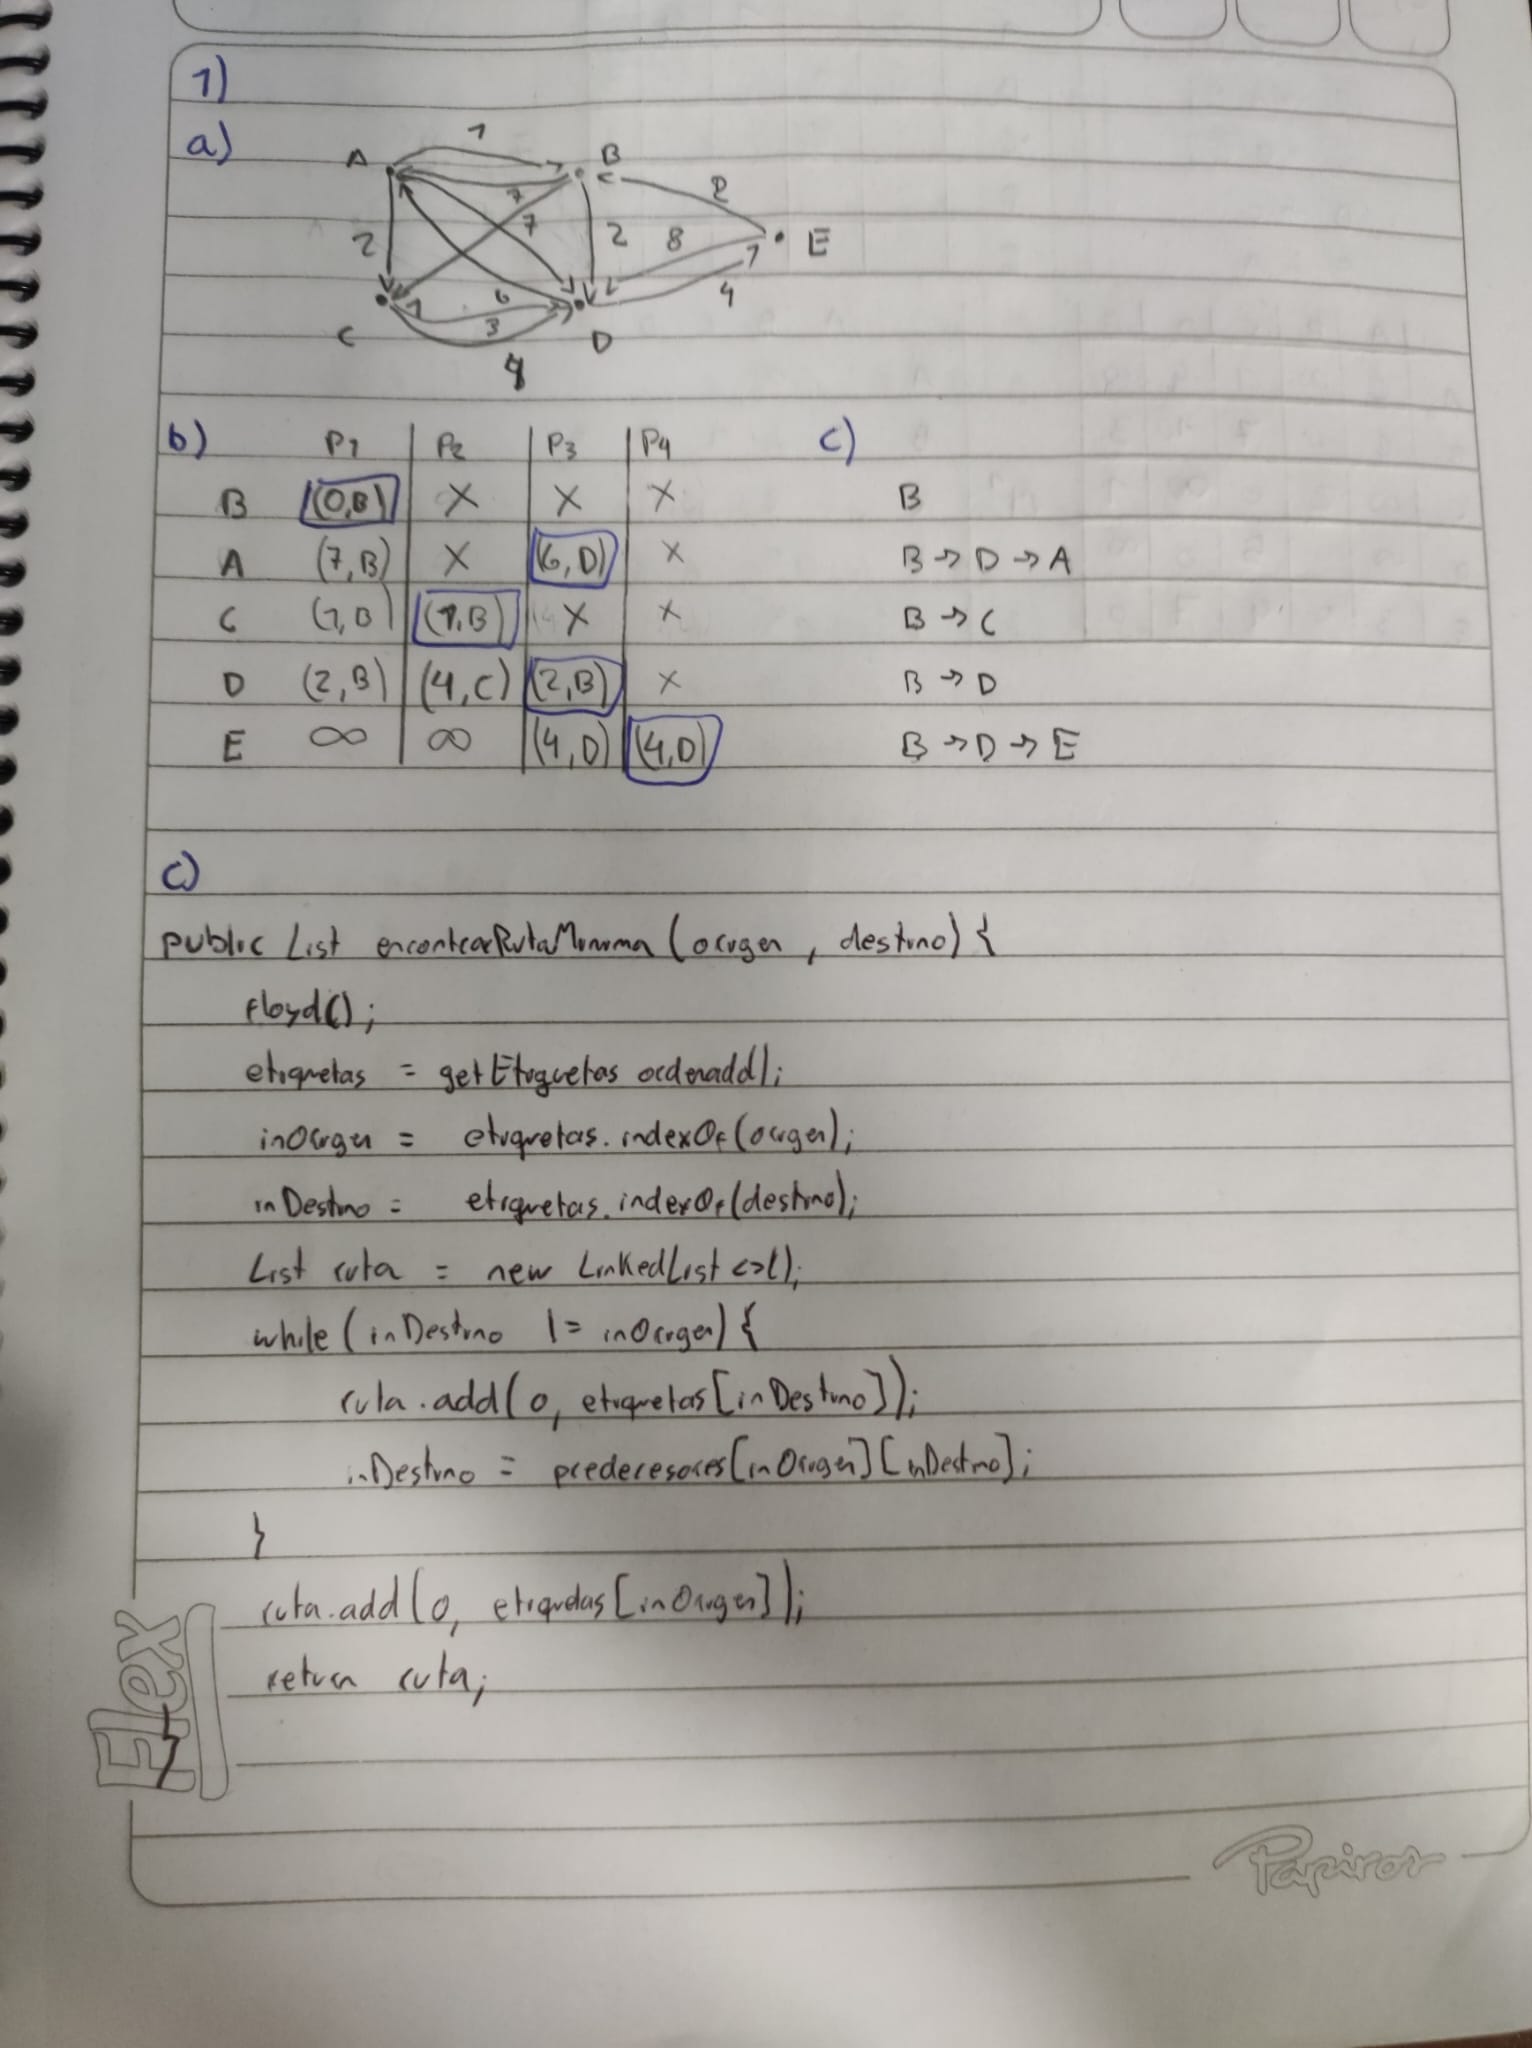 1)
a)
A 1 B
7 2
7
2 2 8 E
6 4
3
C D
4
b) P1 P2 P3 P4 c)
B (0,B) X X X B
A (7,B) X (6,D) X B → D → A
C (1,B) (1,B) X X B → C
D (2,B) (4,C) (2,B) X B → D
E ∞ ∞ (4,D) (4,D) B → D → E
c)
public List encontrarRutaMinima (origen , destino) {
floyd();
etiquetas = getEtiquetas ordenado();
inOrigen = etiquetas.indexOf(origen);
inDestino = etiquetas.indexOf(destino);
List ruta = new LinkedList<>();
while (inDestino != inOrigen) {
ruta.add(0, etiquetas[inDestino]);
inDestino = predecesores[inOrigen][inDestino];
}
ruta.add(0, etiquetas[inOrigen]);
return ruta;
}
Flex
Papiros